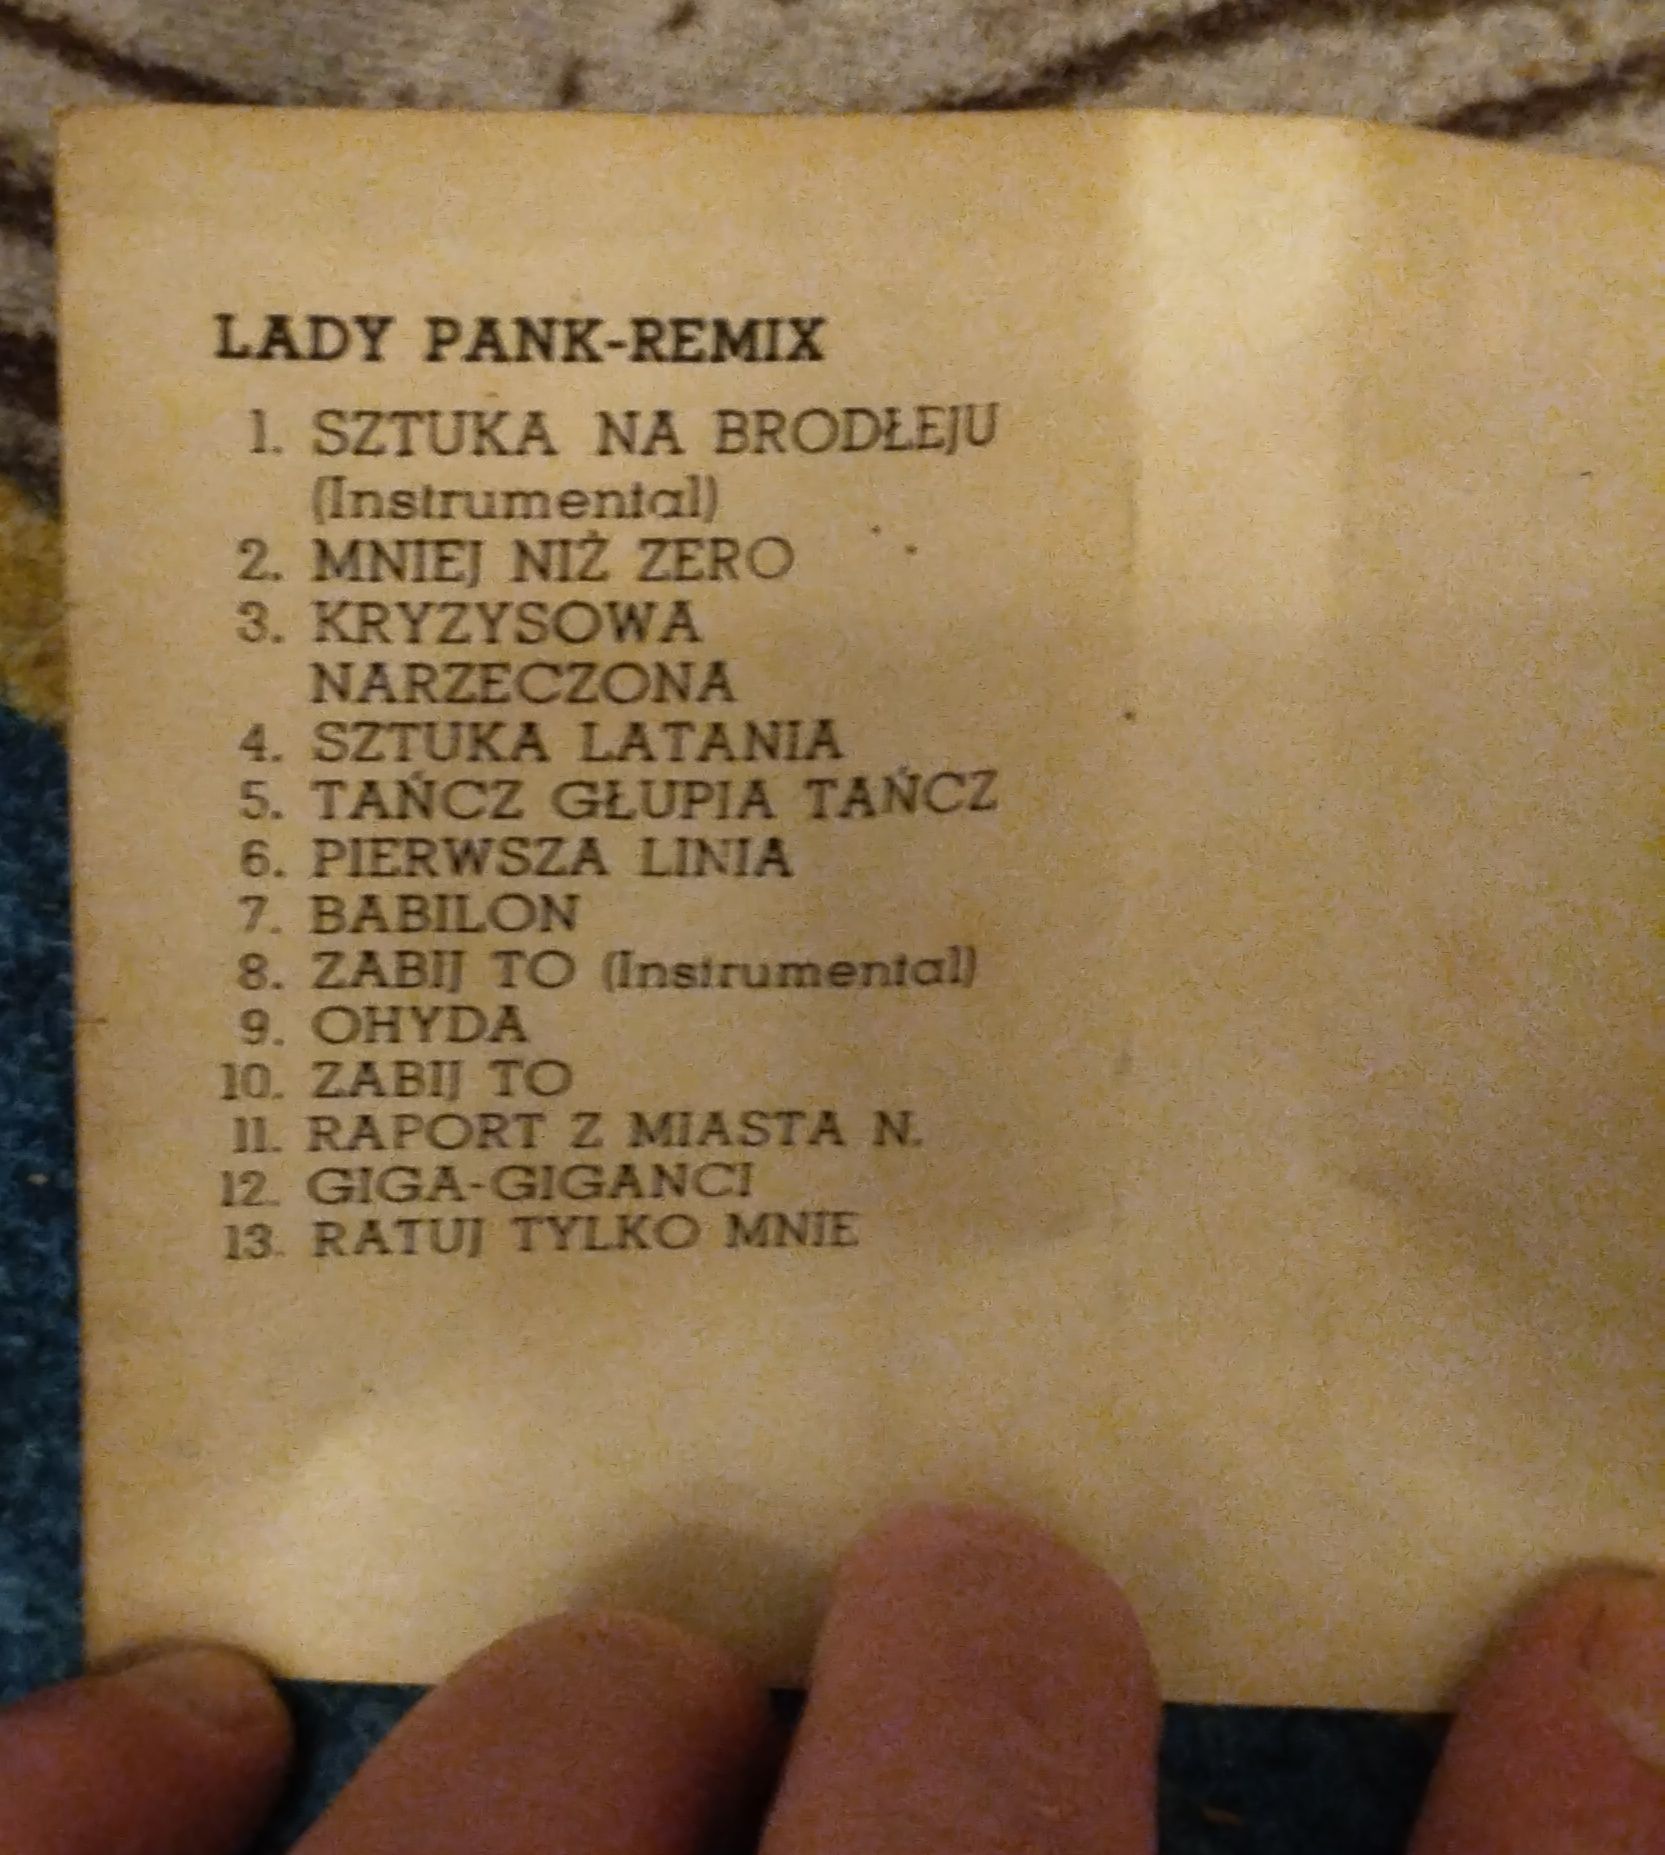 LADY PANK-REMIX
1. SZTUKA NA BRODŁEJU
(Instrumental)
2. MNIEJ NIŻ ZERO
3. KRYZYSOWA
NARZECZONA
4. SZTUKA LATANIA
5. TAŃCZ GŁUPIA TAŃCZ
6. PIERWSZA LINIA
7. BABILON
8. ZABIJ TO (Instrumental)
9. OHYDA
10. ZABIJ TO
11. RAPORT Z MIASTA N.
12. GIGA-GIGANCI
13. RATUJ TYLKO MNIE